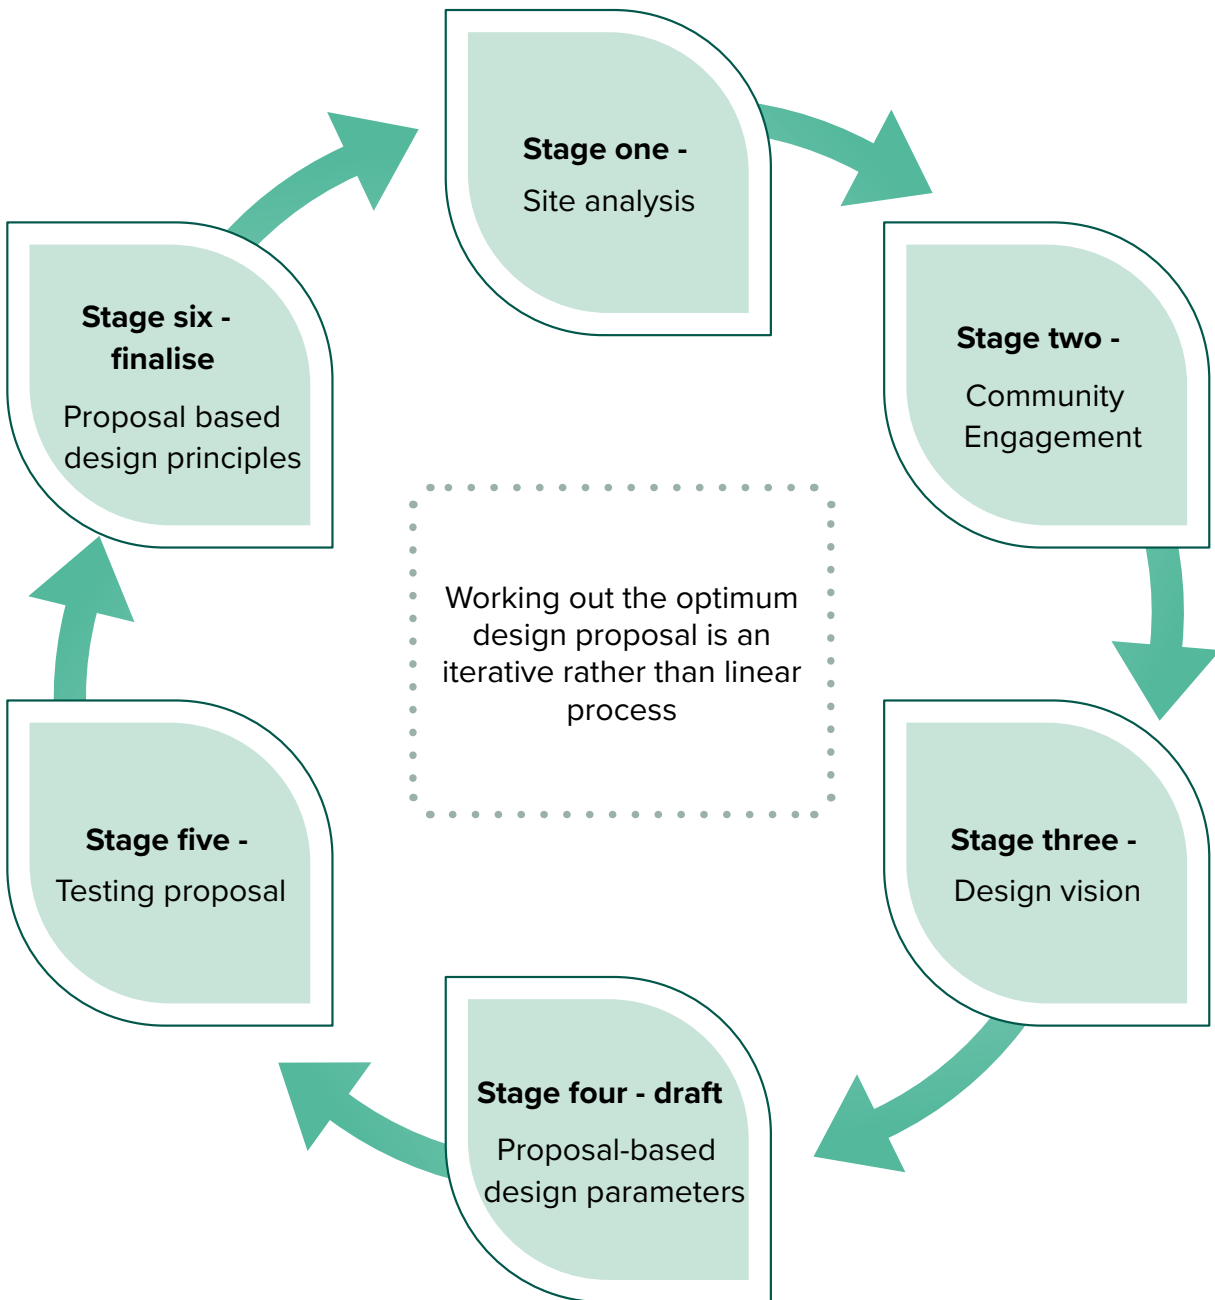 Stage one -
Site analysis
Stage two -
Community
Engagement
Stage three -
Design vision
Stage four - draft
Proposal-based
design parameters
Stage five -
Testing proposal
Stage six -
finalise
Proposal based
design principles
Working out the optimum
design proposal is an
iterative rather than linear
process